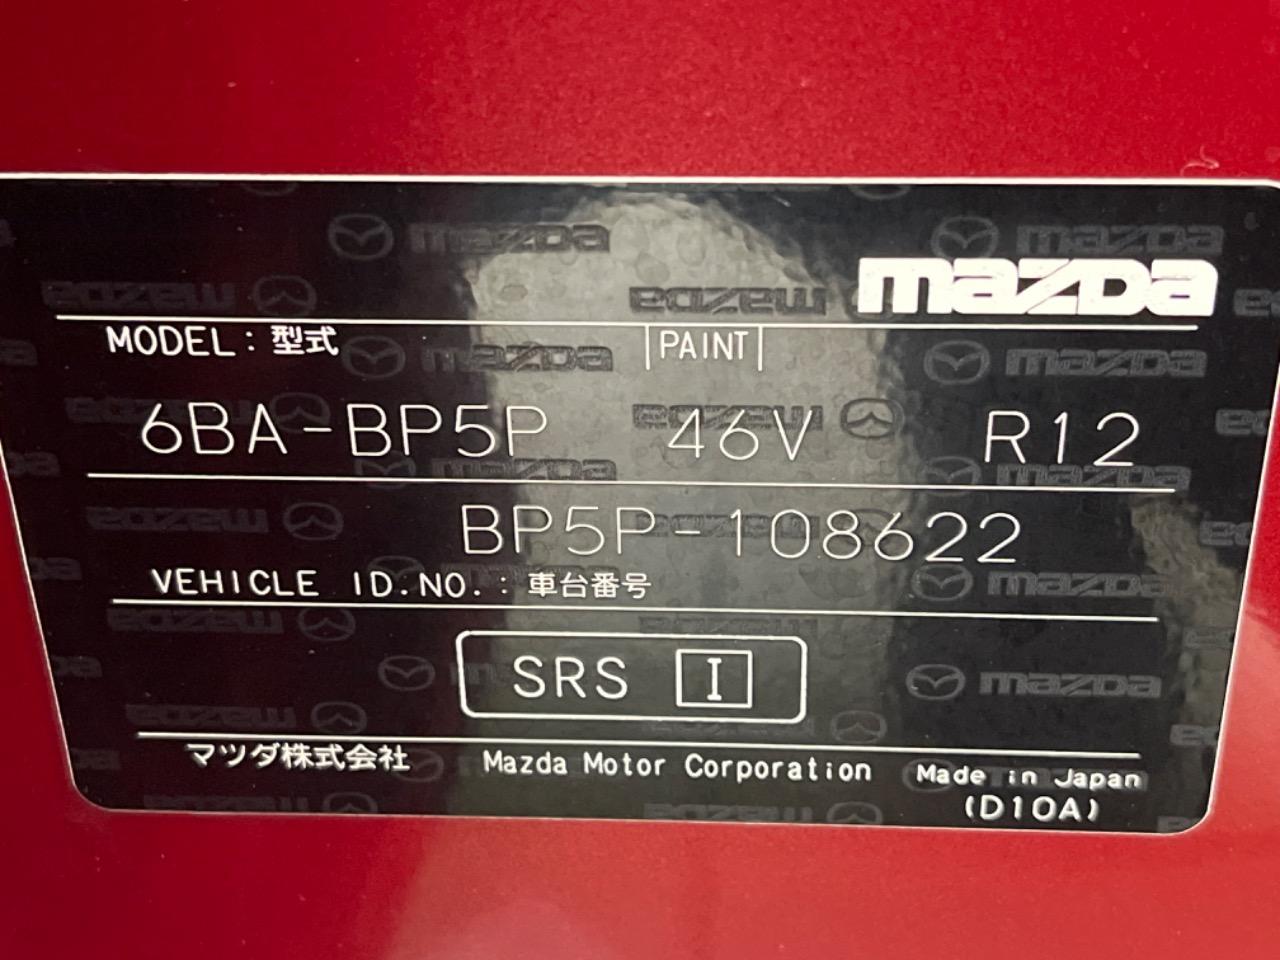 mazda
MODEL : 型式 PAINT
6BA-BP5P 46V R12
BP5P-108622
VEHICLE ID.NO. : 車台番号
SRS I
マツダ株式会社 Mazda Motor Corporation Made in Japan
(D10A)